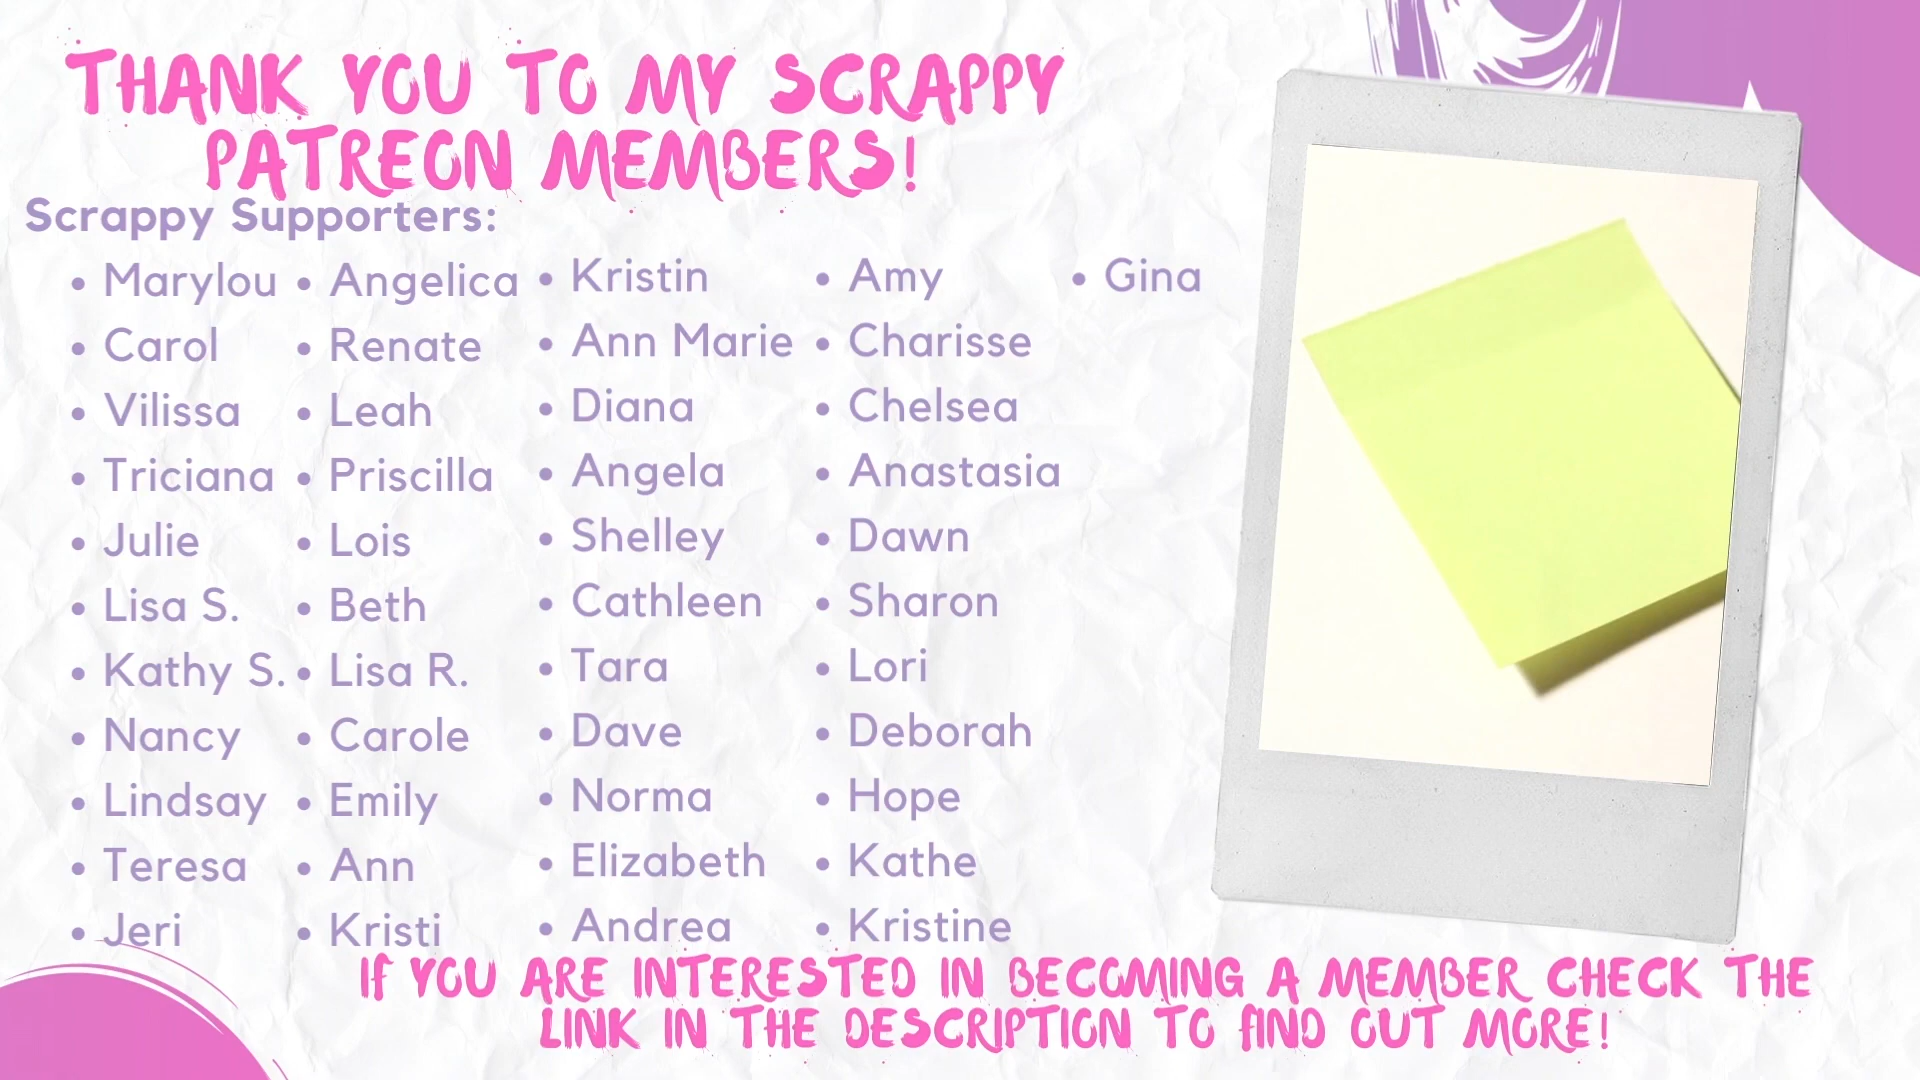 THANK YOU TO MY SCRAPPY
PATREON MEMBERS!
Scrappy Supporters:
• Marylou
• Carol
• Vilissa
• Triciana
• Julie
• Lisa S.
• Kathy S.
• Nancy
• Lindsay
• Teresa
• Jeri
• Angelica
• Renate
• Leah
• Priscilla
• Lois
• Beth
• Lisa R.
• Carole
• Emily
• Ann
• Kristi
• Kristin
• Ann Marie
• Diana
• Angela
• Shelley
• Cathleen
• Tara
• Dave
• Norma
• Elizabeth
• Andrea
• Amy
• Charisse
• Chelsea
• Anastasia
• Dawn
• Sharon
• Lori
• Deborah
• Hope
• Kathe
• Kristine
• Gina
IF YOU ARE INTERESTED IN BECOMING A MEMBER CHECK THE
LINK IN THE DESCRIPTION TO FIND OUT MORE!